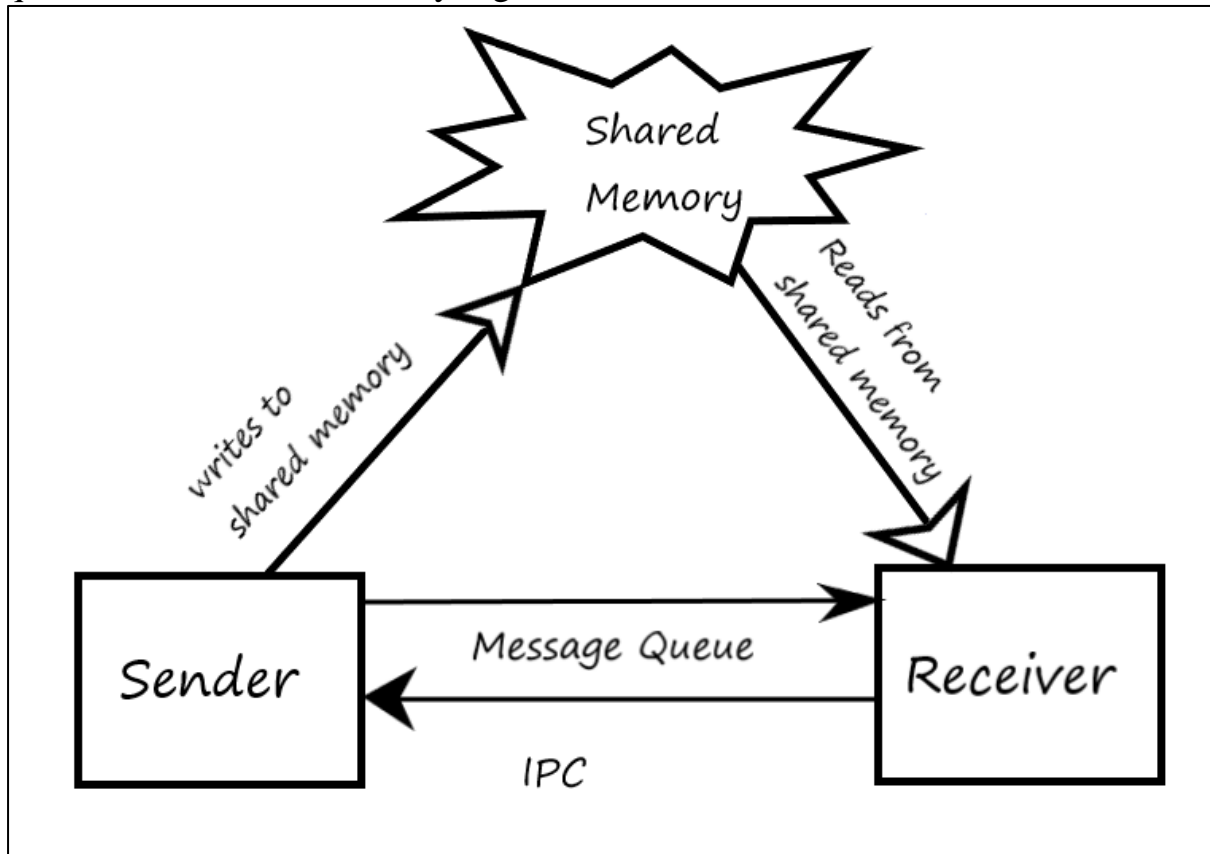 Shared
Memory
Reads from
shared memory
writes to
shared memory
Message Queue
Sender
Receiver
IPC